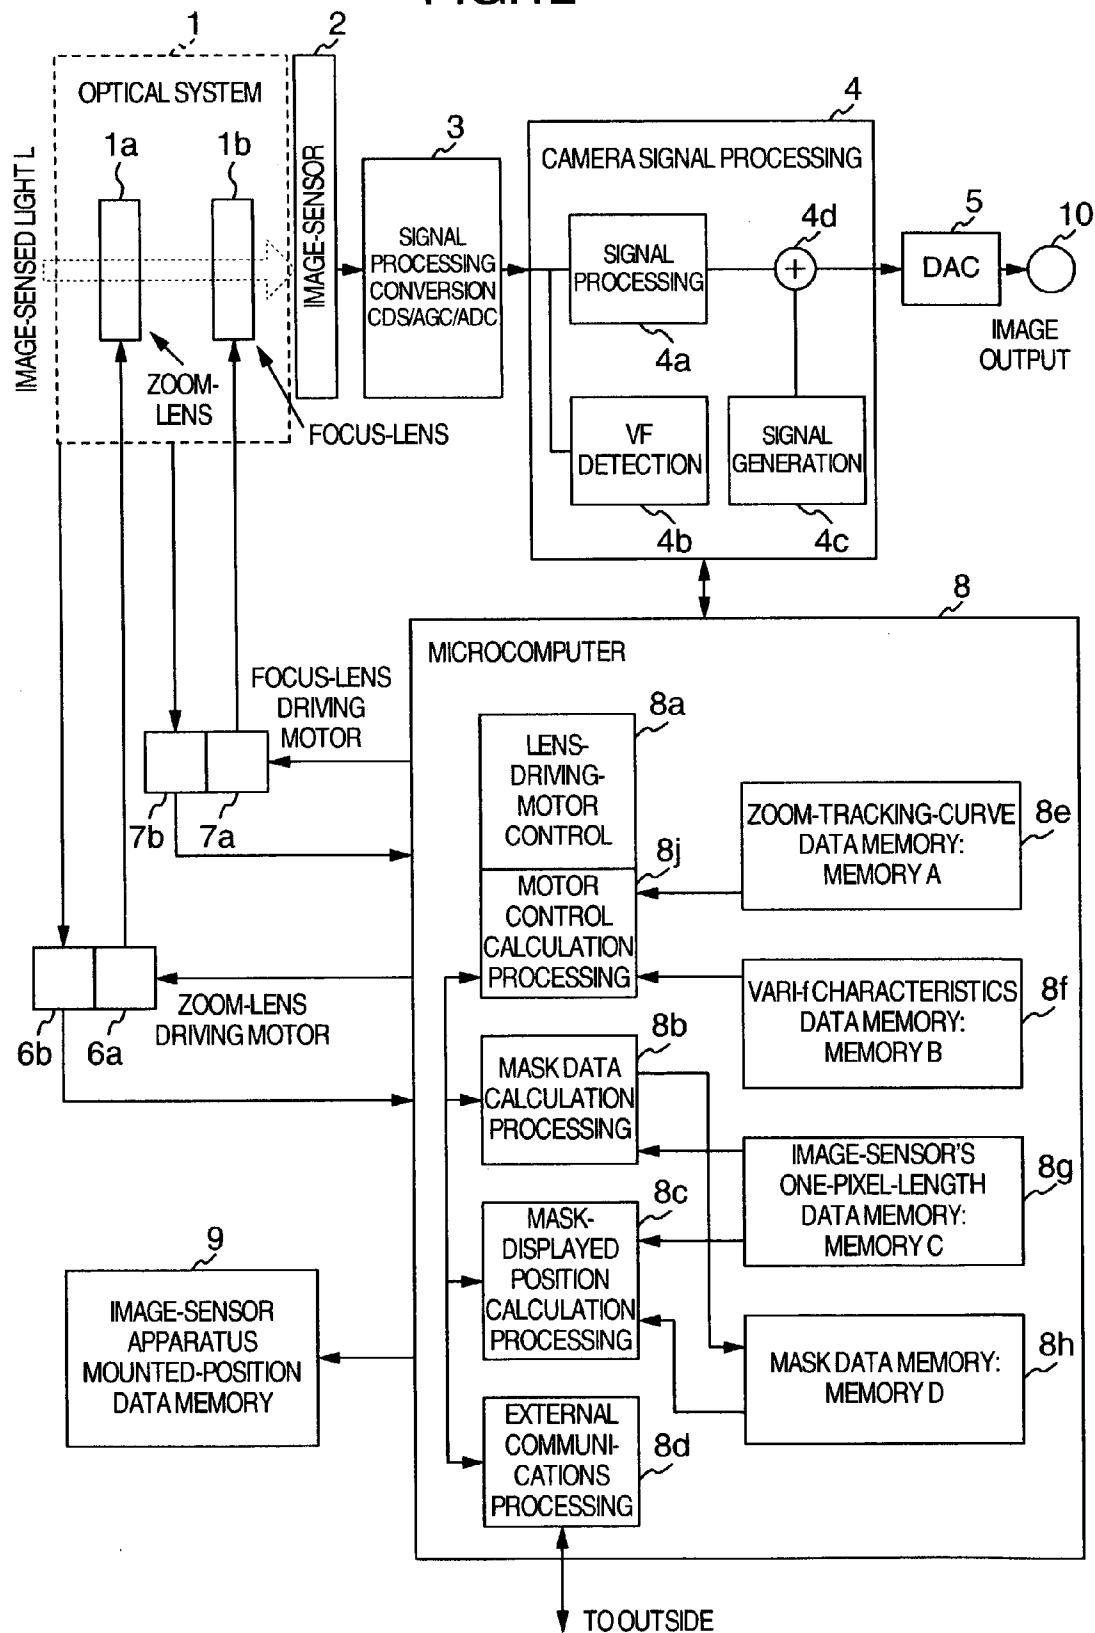 1
2
OPTICAL SYSTEM
1a
1b
IMAGE-SENSED LIGHT L
IMAGE-SENSOR
ZOOM-
LENS
FOCUS-LENS
3
SIGNAL
PROCESSING
CONVERSION
CDS/AGC/ADC
4
CAMERA SIGNAL PROCESSING
SIGNAL
PROCESSING
4a
4d
+
VF
DETECTION
4b
SIGNAL
GENERATION
4c
5
DAC
10
IMAGE
OUTPUT
8
MICROCOMPUTER
FOCUS-LENS
DRIVING
MOTOR
7b
7a
ZOOM-LENS
DRIVING MOTOR
6b
6a
8a
LENS-
DRIVING-
MOTOR
CONTROL
8j
MOTOR
CONTROL
CALCULATION
PROCESSING
8b
MASK DATA
CALCULATION
PROCESSING
8c
MASK-
DISPLAYED
POSITION
CALCULATION
PROCESSING
EXTERNAL
COMMUNI-
CATIONS
PROCESSING
8d
ZOOM-TRACKING-CURVE
DATA MEMORY:
MEMORY A
8e
VARI-f CHARACTERISTICS
DATA MEMORY:
MEMORY B
8f
IMAGE-SENSOR'S
ONE-PIXEL-LENGTH
DATA MEMORY:
MEMORY C
8g
MASK DATA MEMORY:
MEMORY D
8h
9
IMAGE-SENSOR
APPARATUS
MOUNTED-POSITION
DATA MEMORY
TO OUTSIDE